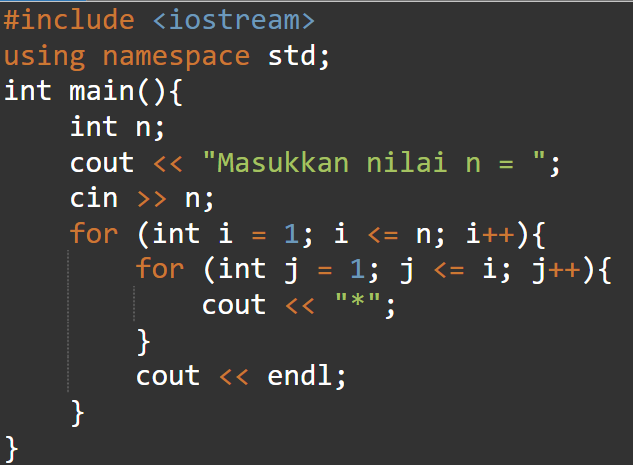 #include <iostream>
using namespace std;
int main(){
    int n;
    cout << "Masukkan nilai n = ";
    cin >> n;
    for (int i = 1; i <= n; i++){
        for (int j = 1; j <= i; j++){
            cout << "*";
        }
        cout << endl;
    }
}